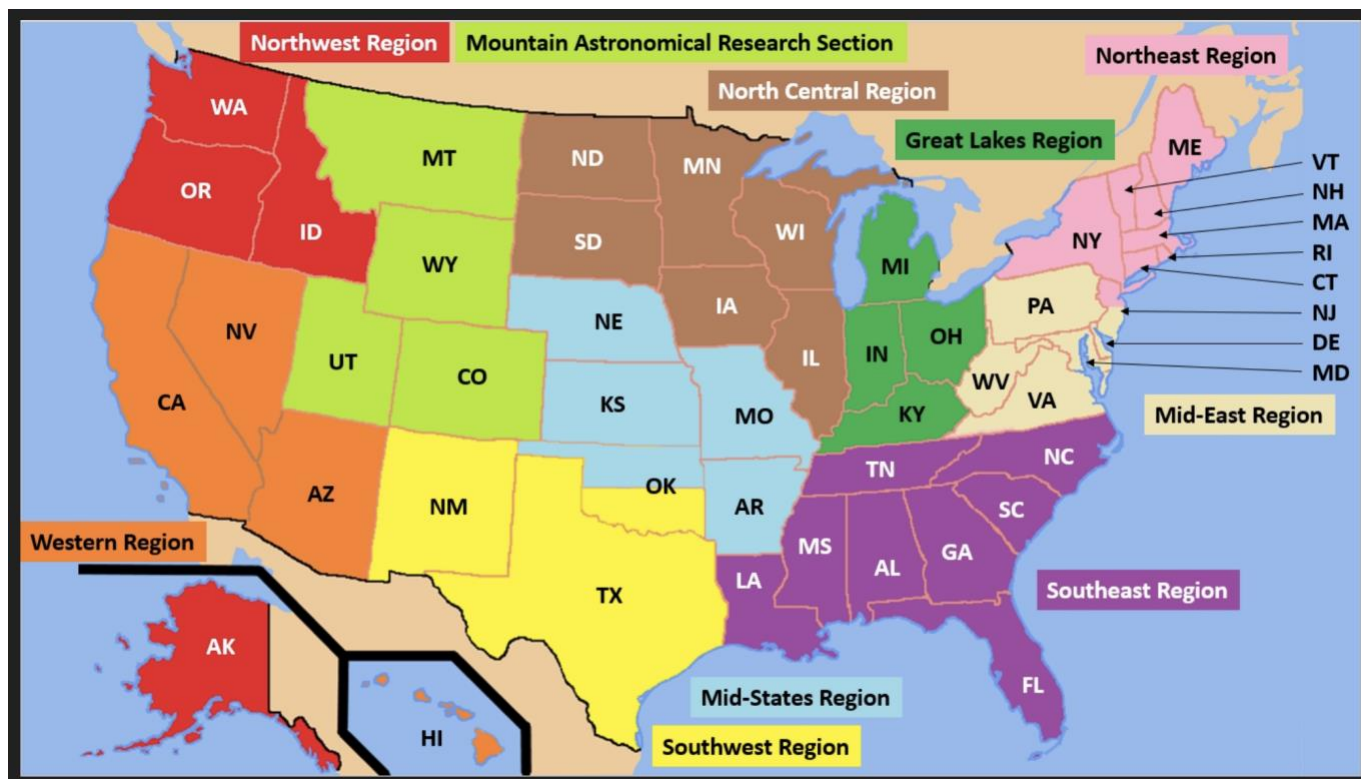 Northwest Region
Mountain Astronomical Research Section
Northeast Region
North Central Region
Great Lakes Region
WA
MT
ND
MN
ME
VT
OR
NH
ID
SD
WI
NY
MA
WY
MI
RI
CT
NV
NE
IA
PA
NJ
UT
CO
IL
IN
OH
DE
MD
CA
KS
MO
KY
WV
VA
Mid-East Region
AZ
NM
OK
AR
TN
NC
SC
Western Region
TX
LA
MS
AL
GA
Southeast Region
AK
FL
Mid-States Region
HI
Southwest Region